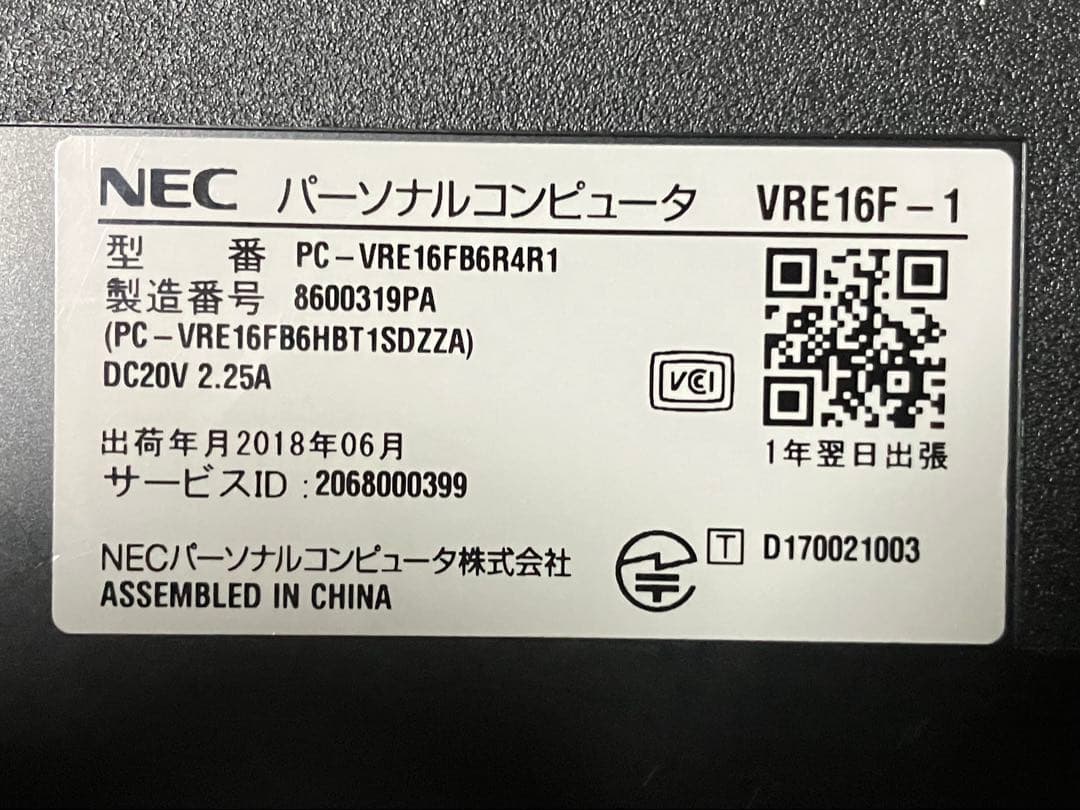 NEC パーソナルコンピュータ VRE16F-1
型 番 PC-VRE16FB6R4R1
製造番号 8600319PA
(PC-VRE16FB6HBT1SDZZA)
DC20V 2.25A
VCCI
1年翌日出張
出荷年月2018年06月
サービスID:2068000399
NECパーソナルコンピュータ株式会社
ASSEMBLED IN CHINA
T D170021003